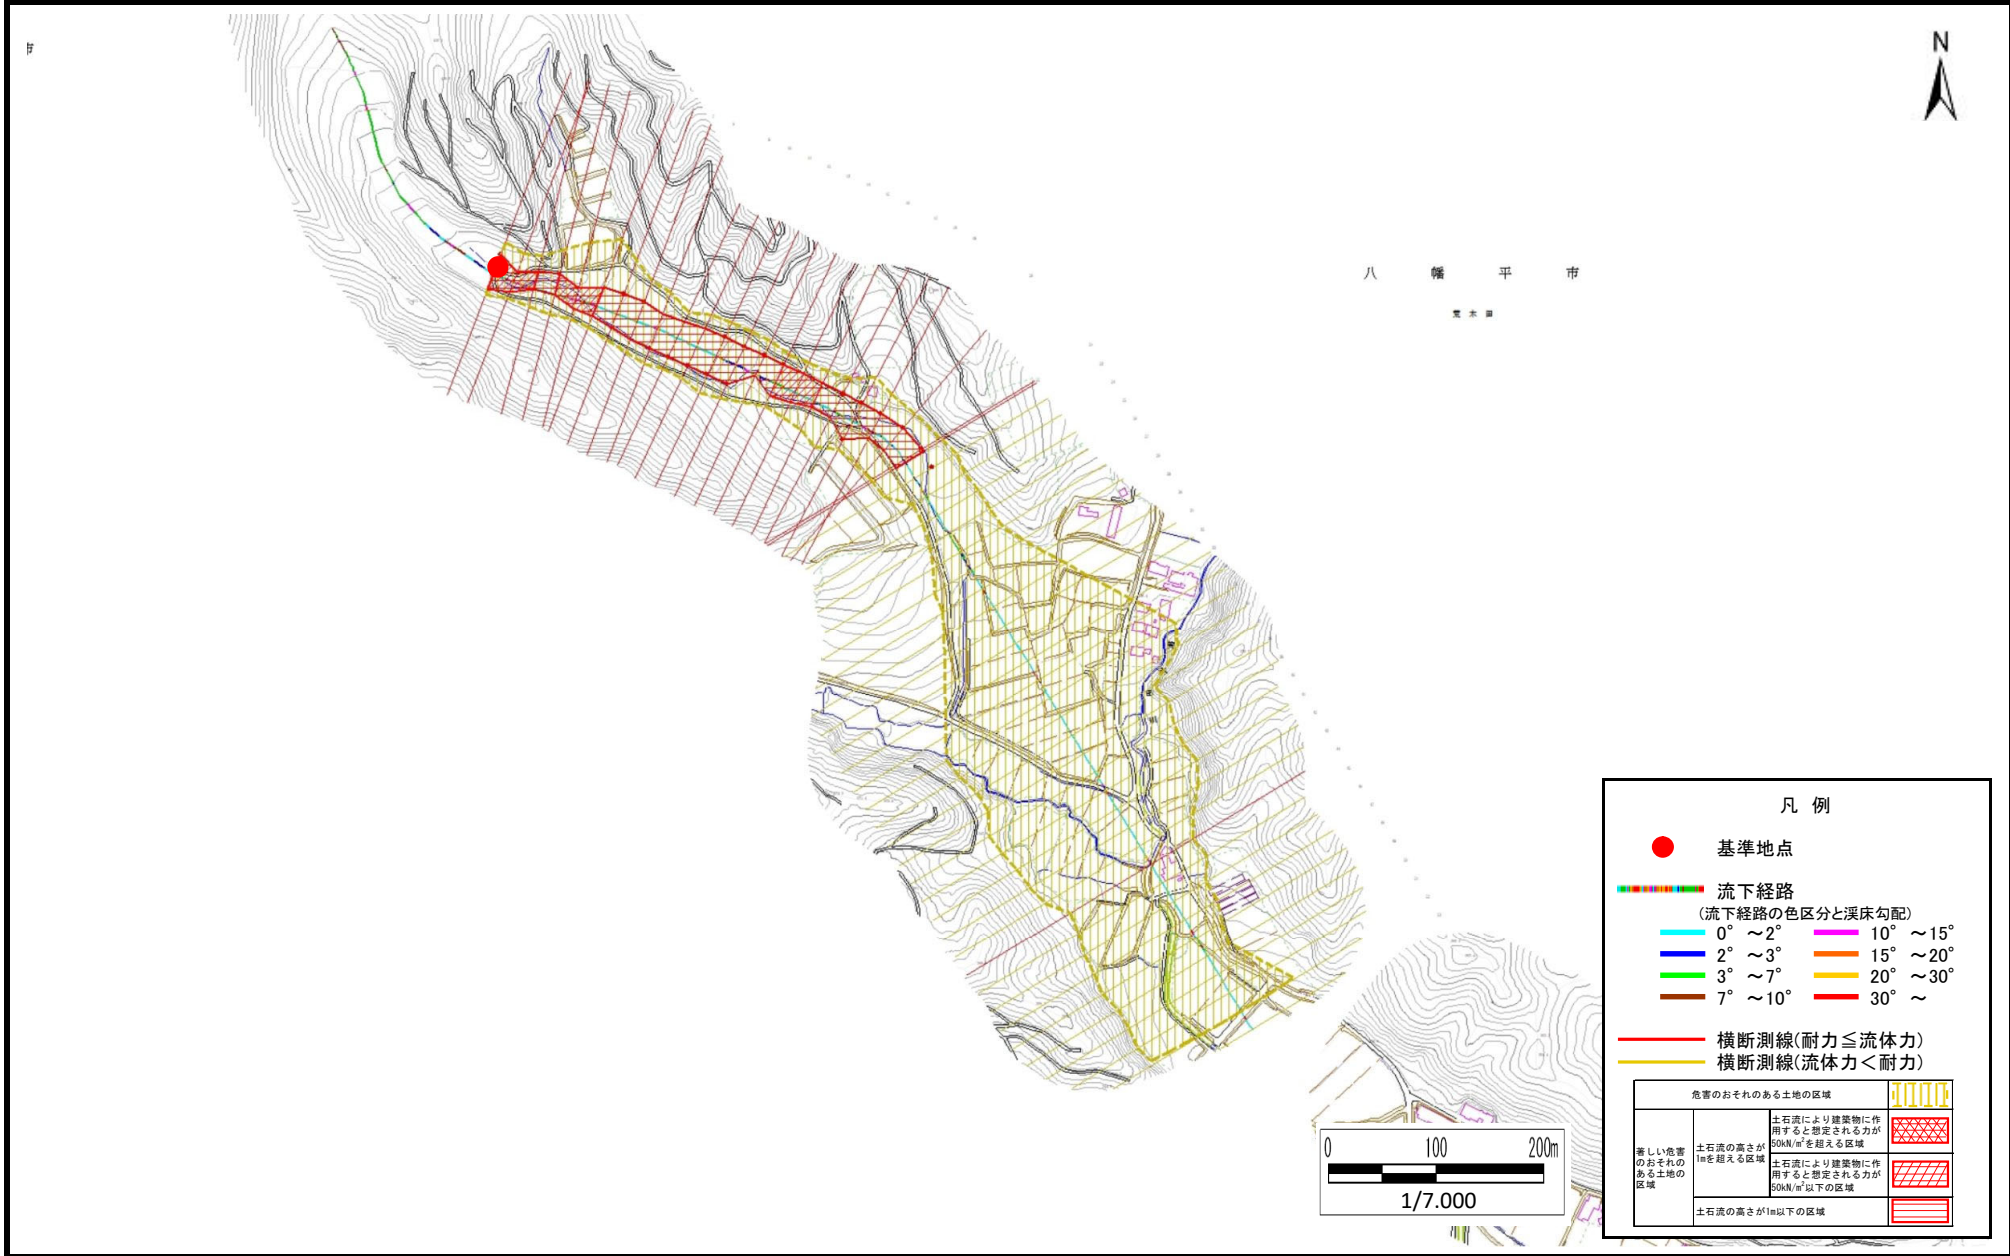 市
N
八幡平市
荒木田
凡 例
基準地点
流下経路
(流下経路の色区分と渓床勾配)
0° ～2°
10° ～15°
2° ～3°
15° ～20°
3° ～7°
20° ～30°
7° ～10°
30° ～
横断測線(耐力≦流体力)
横断測線(流体力＜耐力)
危害のおそれのある土地の区域
著しい危害
のおそれの
ある土地の
区域
土石流の高さが
1mを超える区域
土石流により建築物に作
用すると想定される力が
50kN/m²を超える区域
土石流により建築物に作
用すると想定される力が
50kN/m²以下の区域
土石流の高さが1m以下の区域
0 100 200m
1/7.000